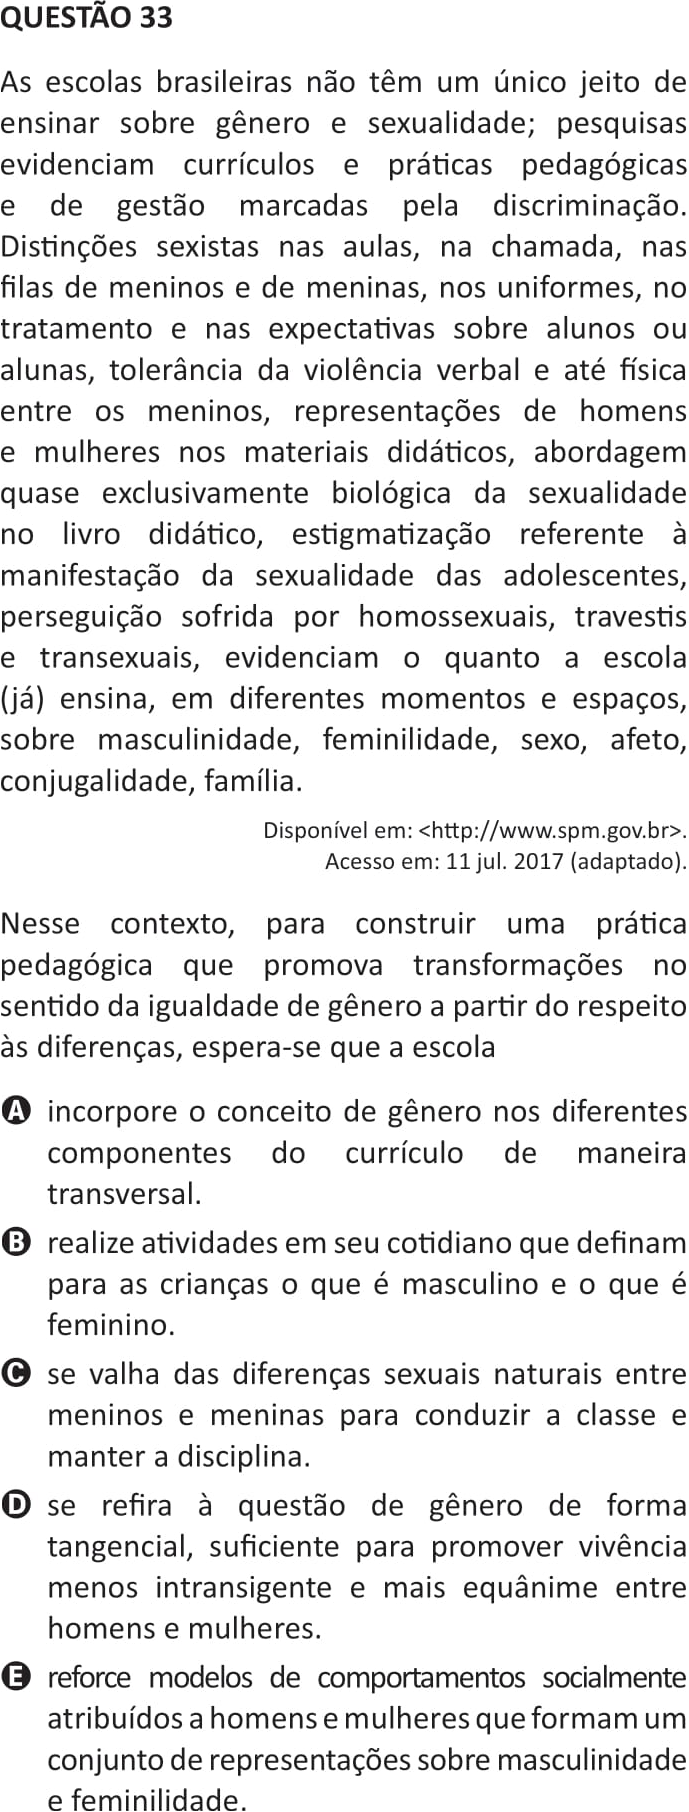 QUESTÃO 33
As escolas brasileiras não têm um único jeito de
ensinar sobre gênero e sexualidade; pesquisas
evidenciam currículos e práticas pedagógicas
e de gestão marcadas pela discriminação.
Distinções sexistas nas aulas, na chamada, nas
filas de meninos e de meninas, nos uniformes, no
tratamento e nas expectativas sobre alunos ou
alunas, tolerância da violência verbal e até física
entre os meninos, representações de homens
e mulheres nos materiais didáticos, abordagem
quase exclusivamente biológica da sexualidade
no livro didático, estigmatização referente à
manifestação da sexualidade das adolescentes,
perseguição sofrida por homossexuais, travestis
e transexuais, evidenciam o quanto a escola
(já) ensina, em diferentes momentos e espaços,
sobre masculinidade, feminilidade, sexo, afeto,
conjugalidade, família.
Disponível em: <http://www.spm.gov.br>.
Acesso em: 11 jul. 2017 (adaptado).
Nesse contexto, para construir uma prática
pedagógica que promova transformações no
sentido da igualdade de gênero a partir do respeito
às diferenças, espera-se que a escola
A incorpore o conceito de gênero nos diferentes
componentes do currículo de maneira
transversal.
B realize atividades em seu cotidiano que definam
para as crianças o que é masculino e o que é
feminino.
C se valha das diferenças sexuais naturais entre
meninos e meninas para conduzir a classe e
manter a disciplina.
D se refira à questão de gênero de forma
tangencial, suficiente para promover vivência
menos intransigente e mais equânime entre
homens e mulheres.
E reforce modelos de comportamentos socialmente
atribuídos a homens e mulheres que formam um
conjunto de representações sobre masculinidade
e feminilidade.